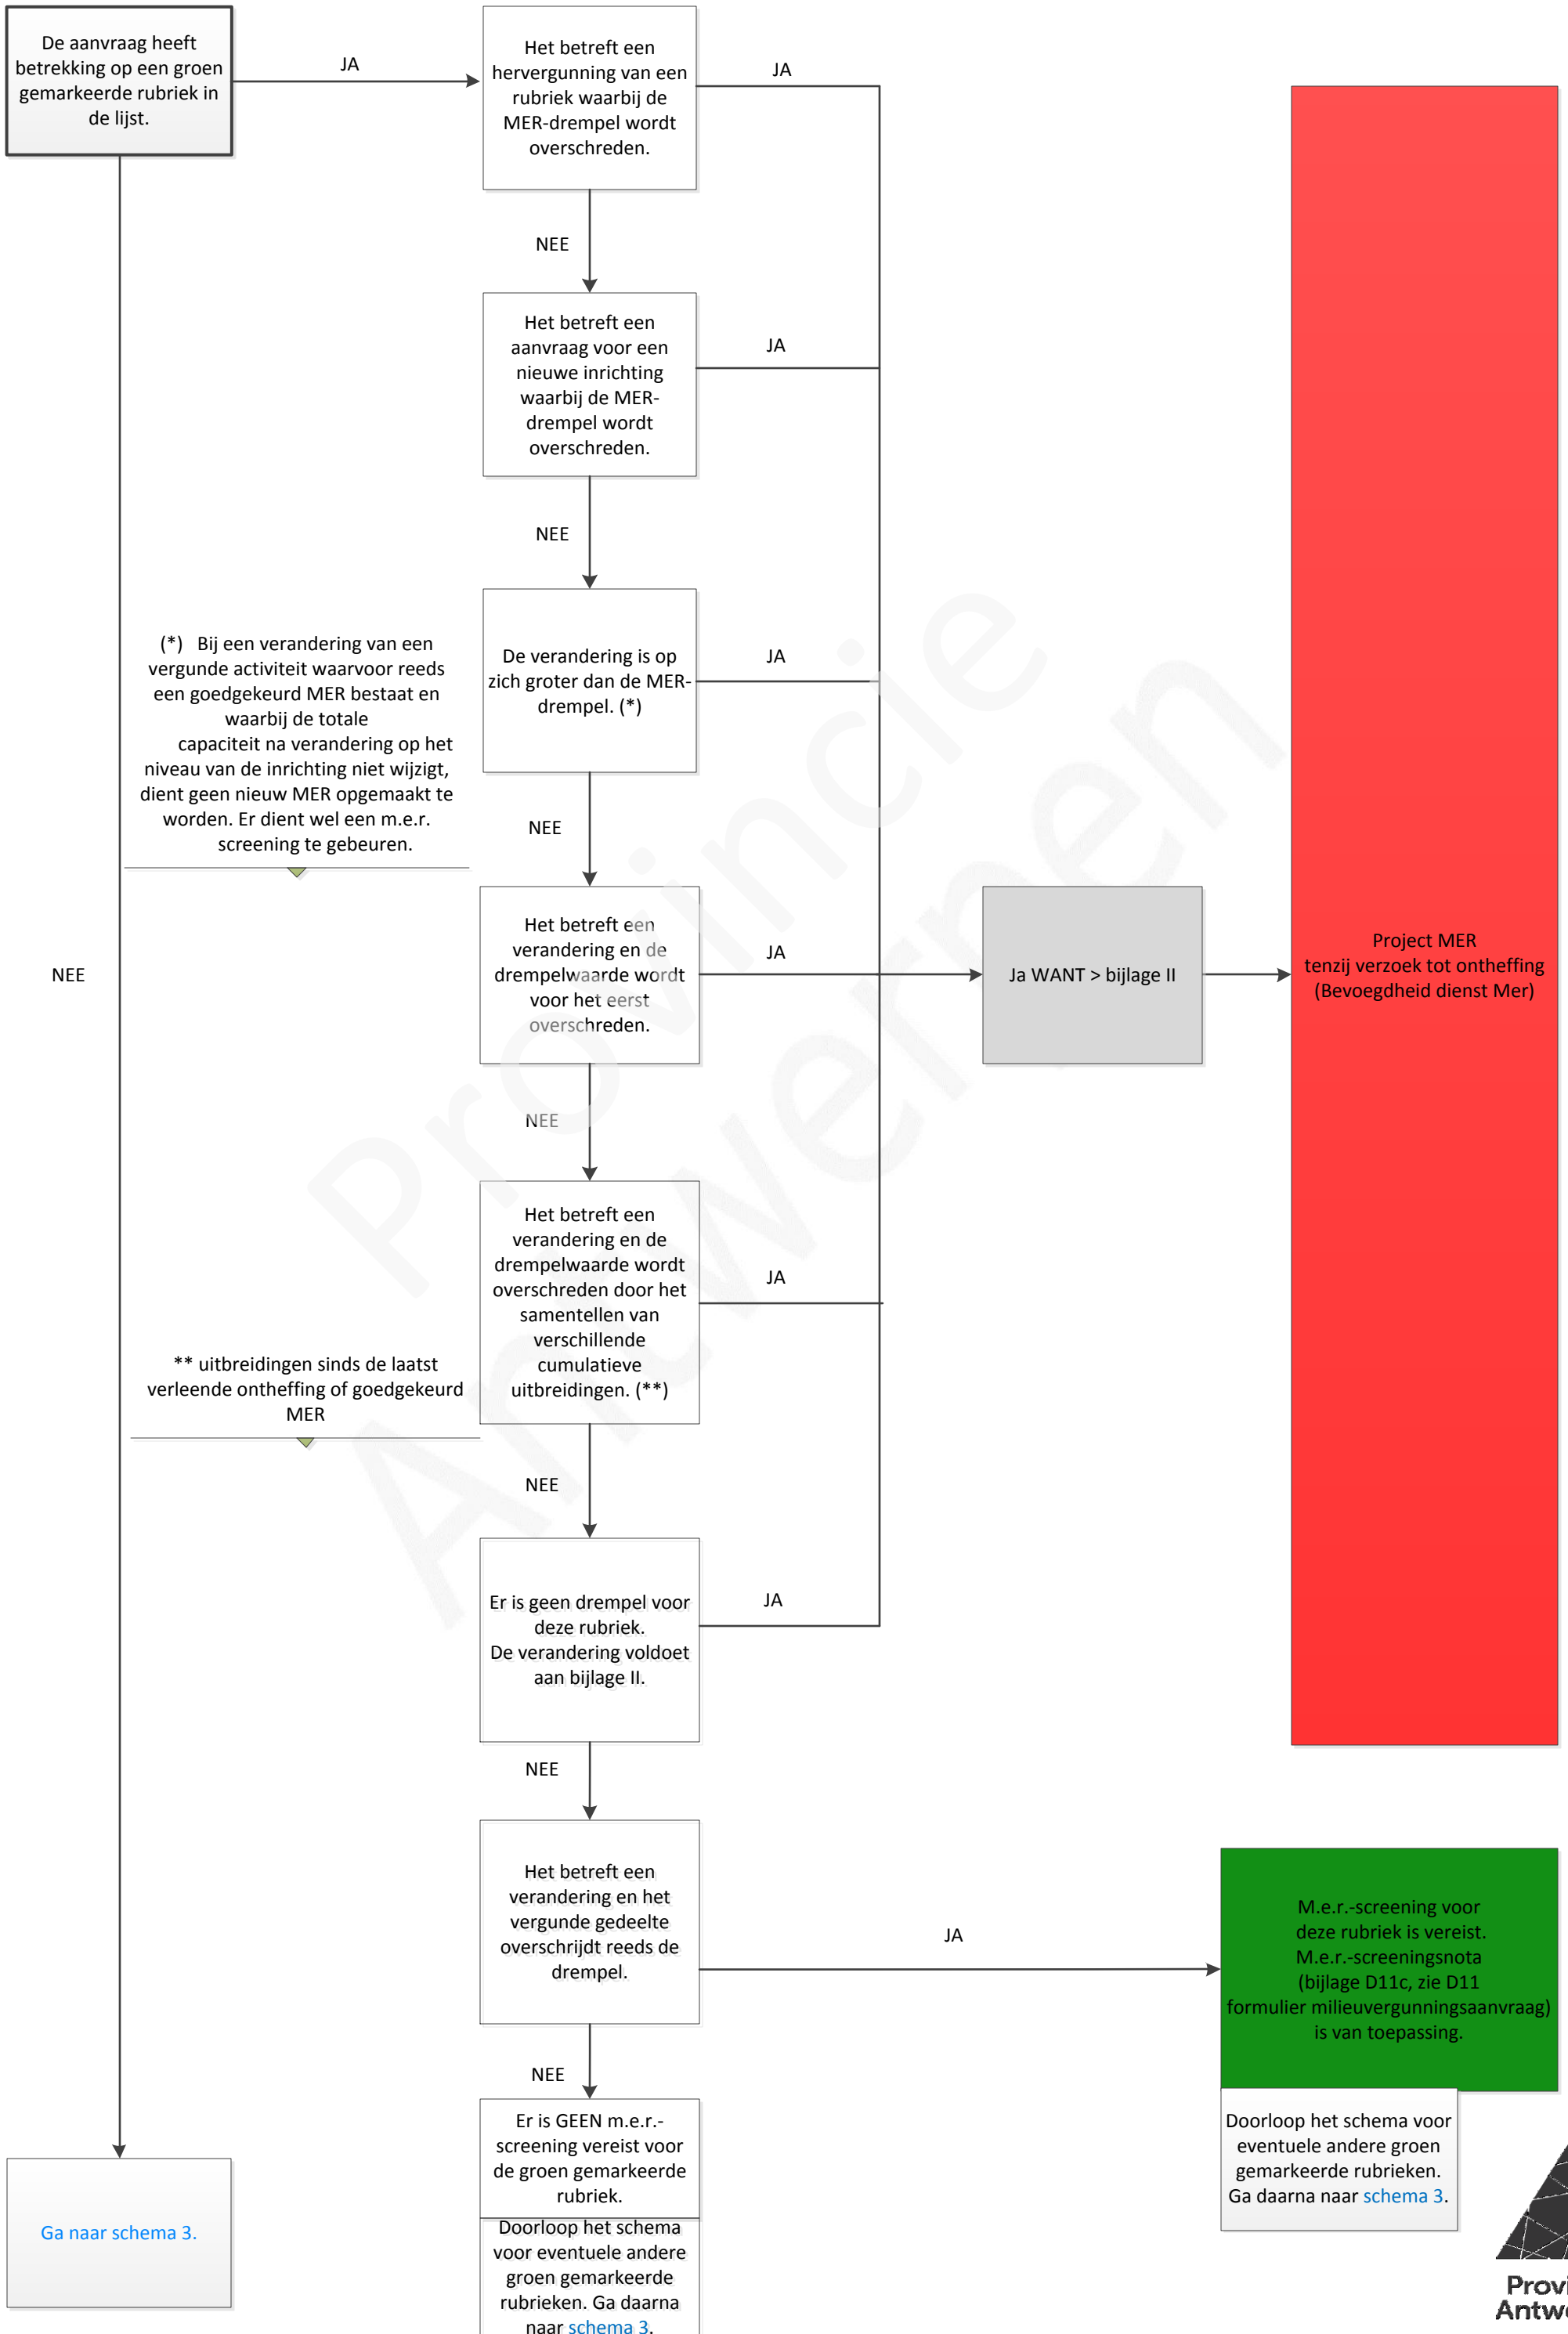 De aanvraag heeft
betrekking op een groen
gemarkeerde rubriek in
de lijst.
JA
Het betreft een
hervergunning van een
rubriek waarbij de
MER-drempel wordt
overschreden.
JA
NEE
Het betreft een
aanvraag voor een
nieuwe inrichting
waarbij de MER-
drempel wordt
overschreden.
JA
NEE
(*) Bij een verandering van een
vergunde activiteit waarvoor reeds
een goedgekeurd MER bestaat en
waarbij de totale
capaciteit na verandering op het
niveau van de inrichting niet wijzigt,
dient geen nieuw MER opgemaakt te
worden. Er dient wel een m.e.r.
screening te gebeuren.
De verandering is op
zich groter dan de MER-
drempel. (*)
JA
NEE
NEE
Het betreft een
verandering en de
drempelwaarde wordt
voor het eerst
overschreden.
JA
Ja WANT > bijlage II
Project MER
tenzij verzoek tot ontheffing
(Bevoegdheid dienst Mer)
NEE
Het betreft een
verandering en de
drempelwaarde wordt
overschreden door het
samentellen van
verschillende
cumulatieve
uitbreidingen. (**)
JA
** uitbreidingen sinds de laatst
verleende ontheffing of goedgekeurd
MER
NEE
Er is geen drempel voor
deze rubriek.
De verandering voldoet
aan bijlage II.
JA
NEE
Het betreft een
verandering en het
vergunde gedeelte
overschrijdt reeds de
drempel.
JA
M.e.r.-screening voor
deze rubriek is vereist.
M.e.r.-screeningsnota
(bijlage D11c, zie D11
formulier milieuvergunningsaanvraag)
is van toepassing.
Doorloop het schema voor
eventuele andere groen
gemarkeerde rubrieken.
Ga daarna naar schema 3.
NEE
Er is GEEN m.e.r.-
screening vereist voor
de groen gemarkeerde
rubriek.
Doorloop het schema
voor eventuele andere
groen gemarkeerde
rubrieken. Ga daarna
naar schema 3.
Ga naar schema 3.
Provincie
Antwerpen
Provi
Antw